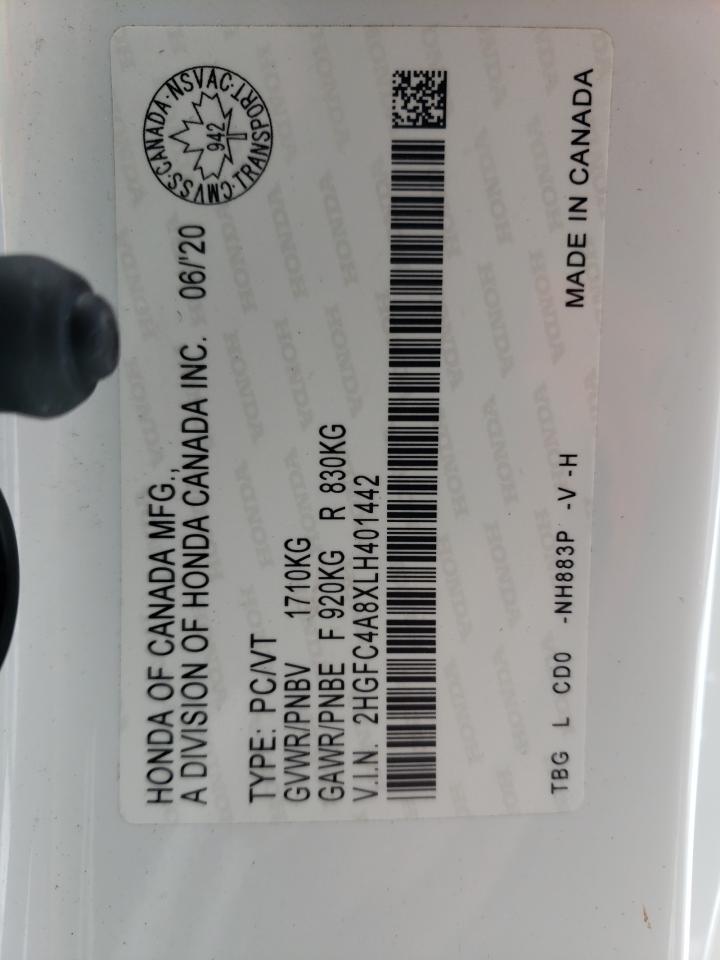 HONDA OF CANADA MFG.,
A DIVISION OF HONDA CANADA INC. 06/'20
CMVSS·CANADA·NSVAC·TRANSPORT·
942
TYPE: PC/VT
GVWR/PNBV 1710KG
GAWR/PNBE F 920KG R 830KG
V.I.N. 2HGFC4A8XLH401442
TBG L CD0 -NH883P -V -H
MADE IN CANADA